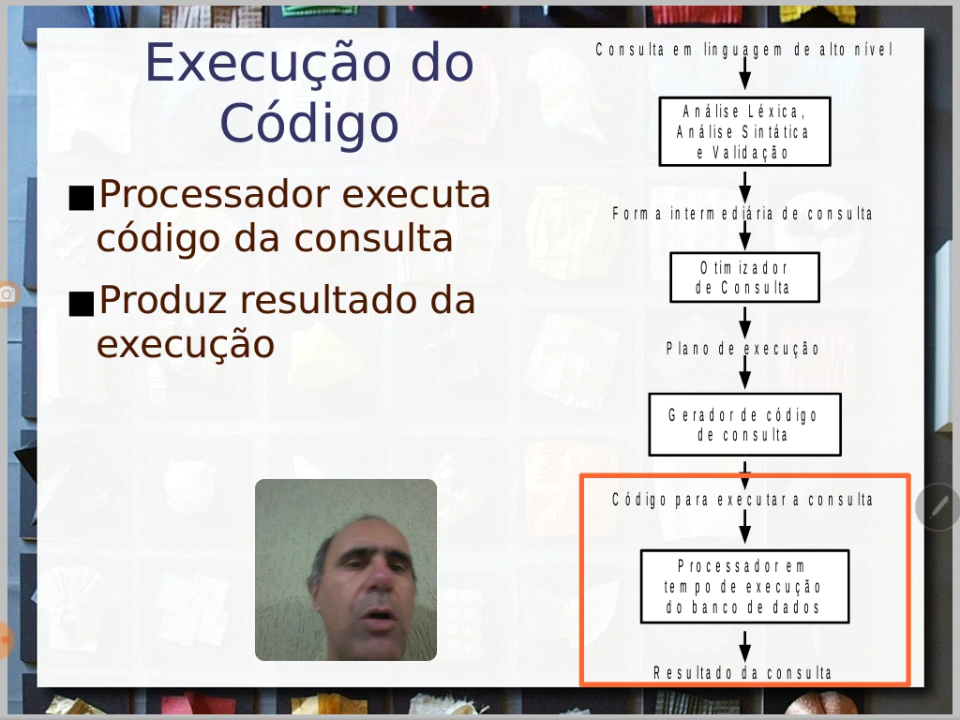 Execução do
Código
Processador executa
código da consulta
Produz resultado da
execução
Consulta em linguagem de alto nível
Análise Léxica,
Análise Sintática
e Validação
Forma intermediária de consulta
Otimizador
de Consulta
Plano de execução
Gerador de código
de consulta
Código para executar a consulta
Processador em
tempo de execução
do banco de dados
Resultado da consulta